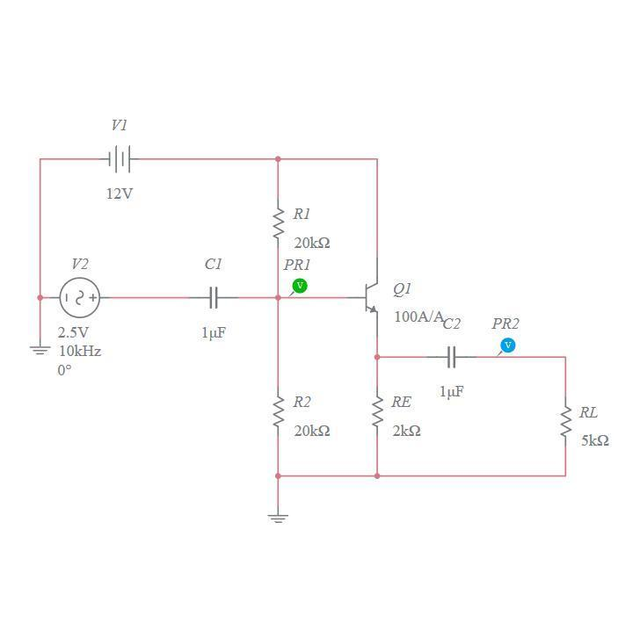 V1
12V
R1
20kΩ
V2
C1
PR1
V
Q1
100A/A
C2
PR2
V
2.5V
10kHz
0°
1μF
1μF
R2
20kΩ
RE
2kΩ
RL
5kΩ